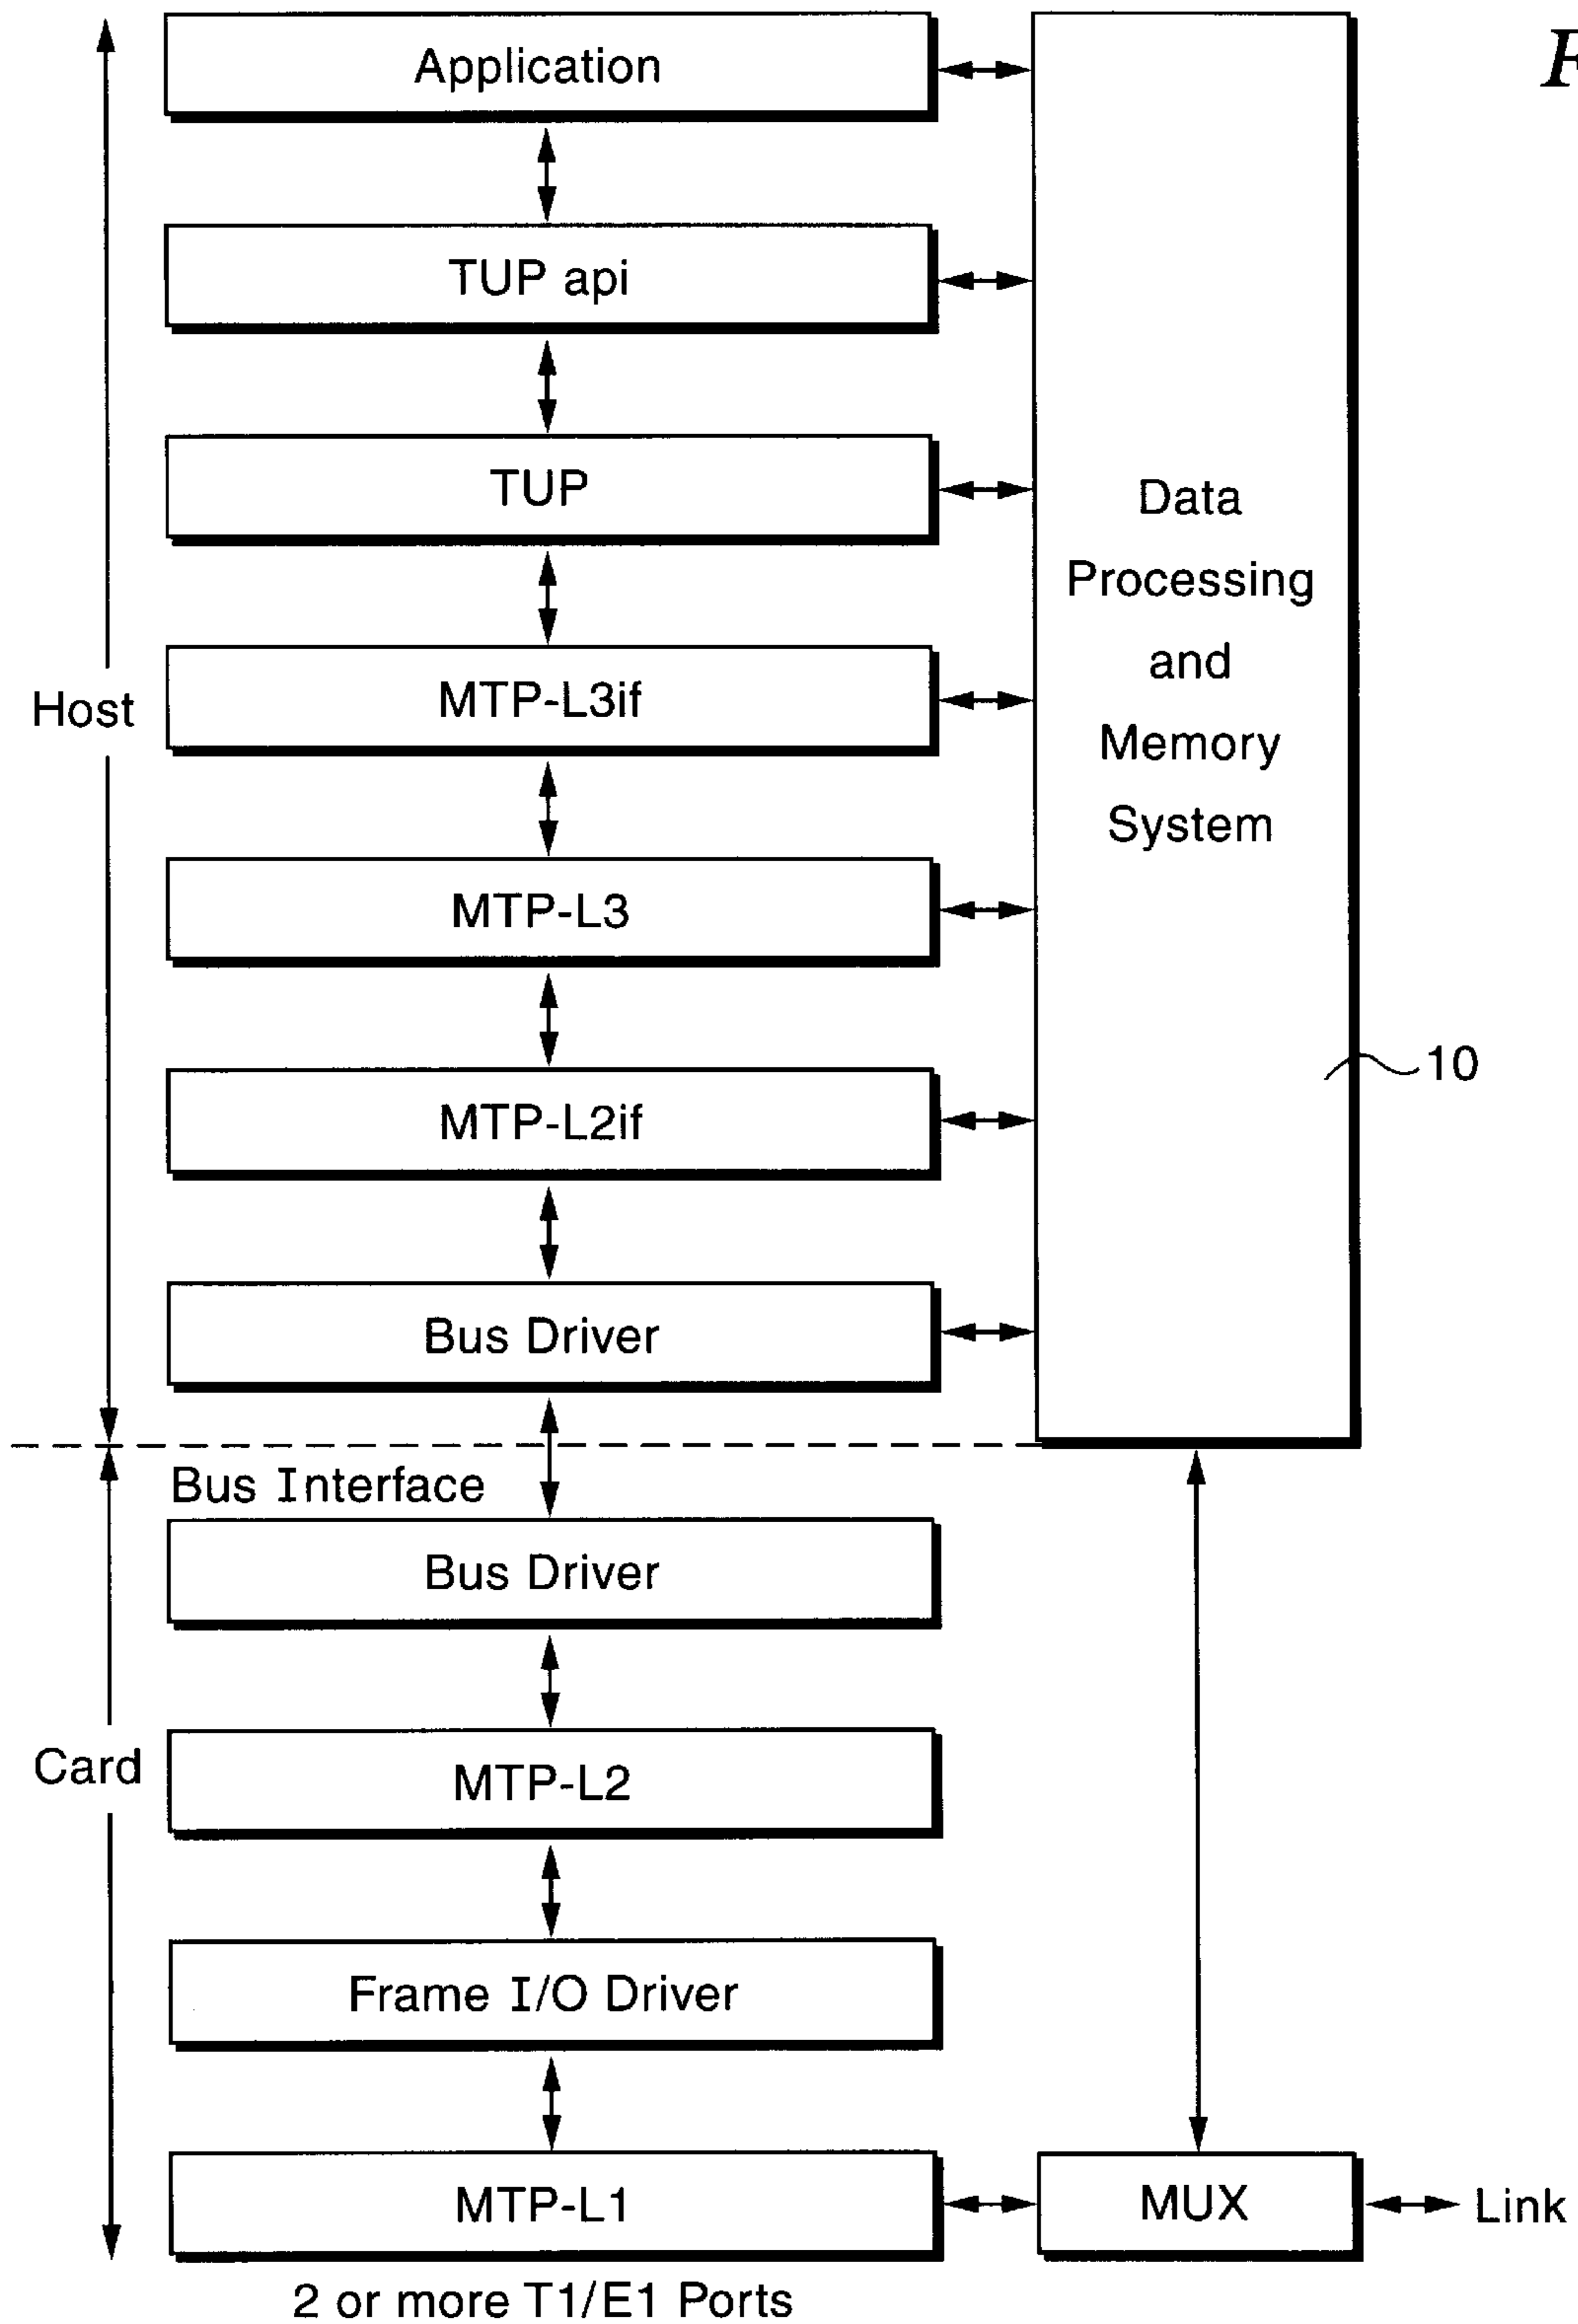 Application
TUP api
TUP
MTP-L3if
MTP-L3
MTP-L2if
Bus Driver
Host
Data
Processing
and
Memory
System
10
Bus Interface
Bus Driver
MTP-L2
Card
Frame I/O Driver
MTP-L1
MUX
Link
2 or more T1/E1 Ports